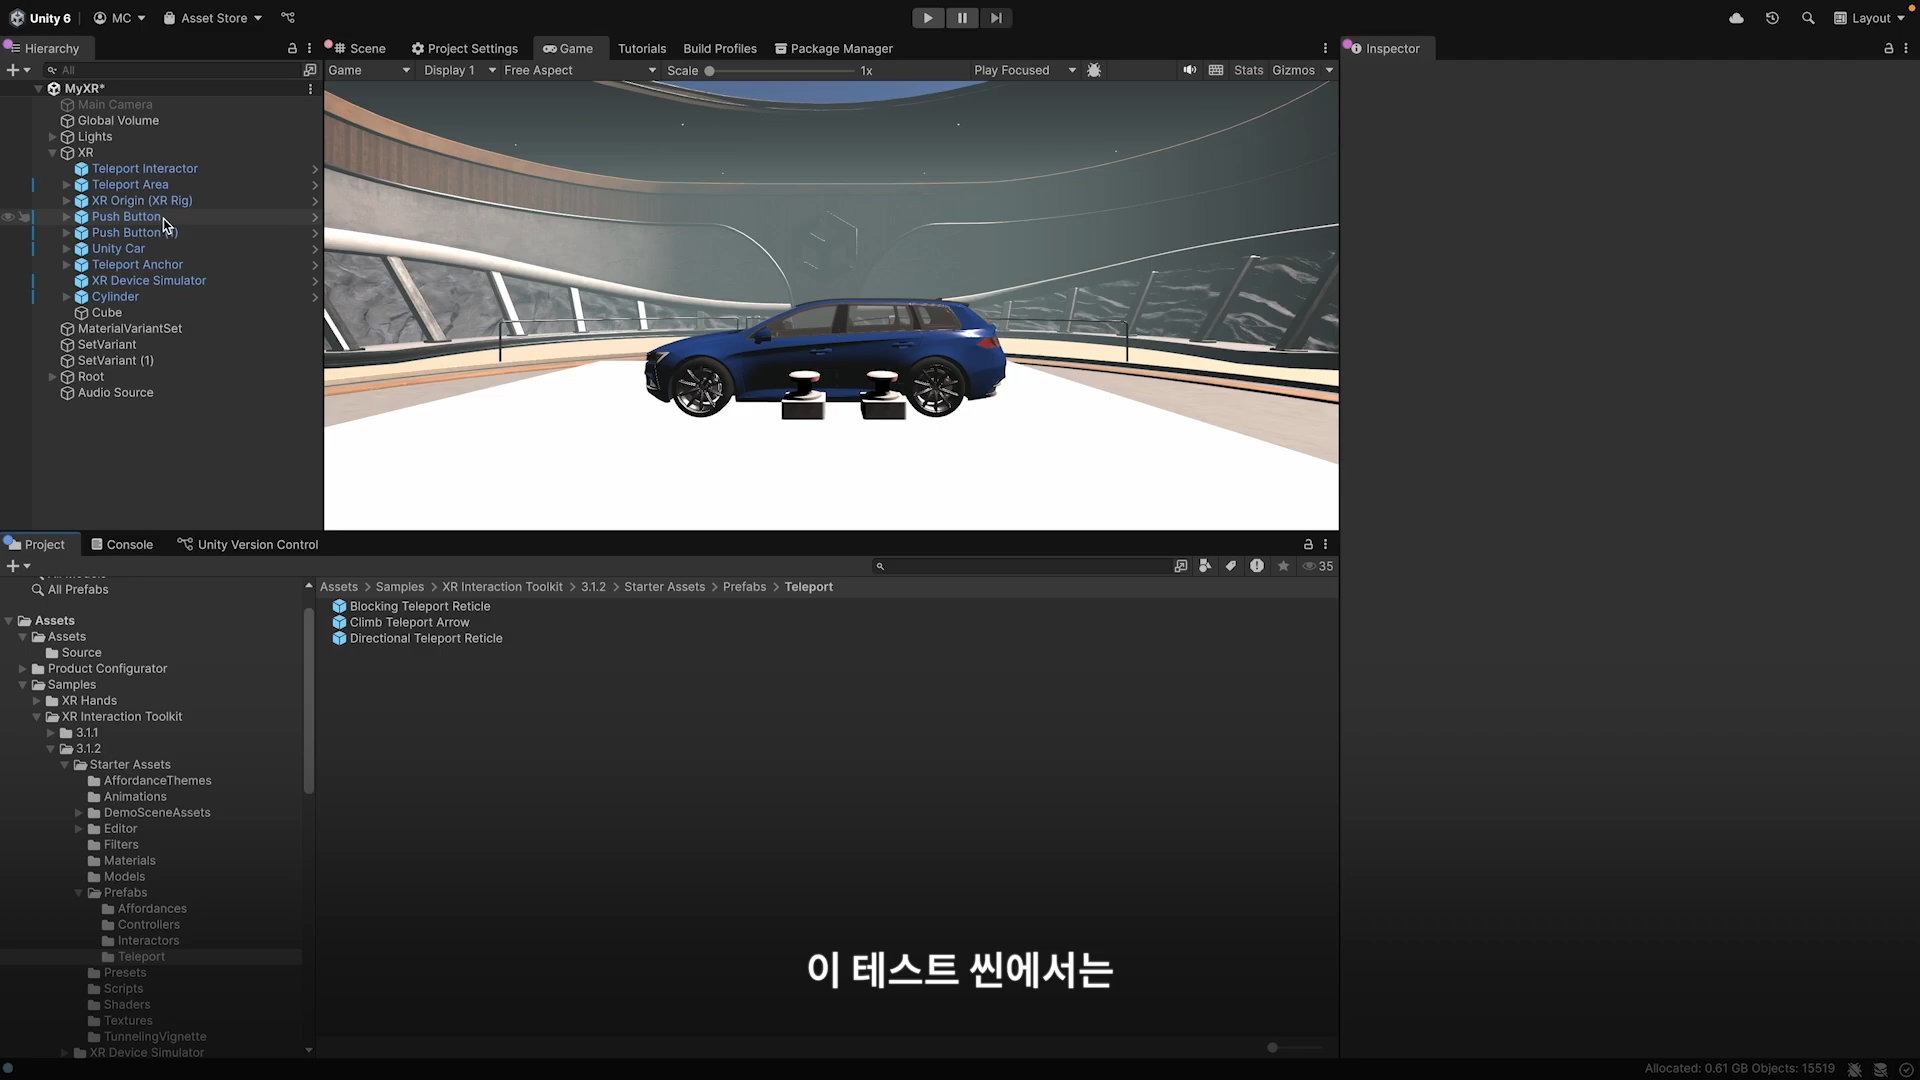 Unity 6
MC
Asset Store
Layout
Hierarchy
Scene
Project Settings
Game
Tutorials
Build Profiles
Package Manager
Inspector
All
Game
Display 1
Free Aspect
Scale
1x
Play Focused
Stats
Gizmos
MyXR*
Main Camera
Global Volume
Lights
XR
Teleport Interactor
Teleport Area
XR Origin (XR Rig)
Push Button
Push Button
Unity Car
Teleport Anchor
XR Device Simulator
Cylinder
Cube
MaterialVariantSet
SetVariant
SetVariant (1)
Root
Audio Source
Project
Console
Unity Version Control
35
All Prefabs
Assets
Assets
Source
Product Configurator
Samples
XR Hands
XR Interaction Toolkit
3.1.1
3.1.2
Starter Assets
AffordanceThemes
Animations
DemoSceneAssets
Editor
Filters
Materials
Models
Prefabs
Affordances
Controllers
Interactors
Teleport
Presets
Scripts
Shaders
Textures
TunnelingVignette
XR Device Simulator
Assets > Samples > XR Interaction Toolkit > 3.1.2 > Starter Assets > Prefabs > Teleport
Blocking Teleport Reticle
Climb Teleport Arrow
Directional Teleport Reticle
이 테스트 씬에서는
Allocated: 0.61 GB Objects: 15519